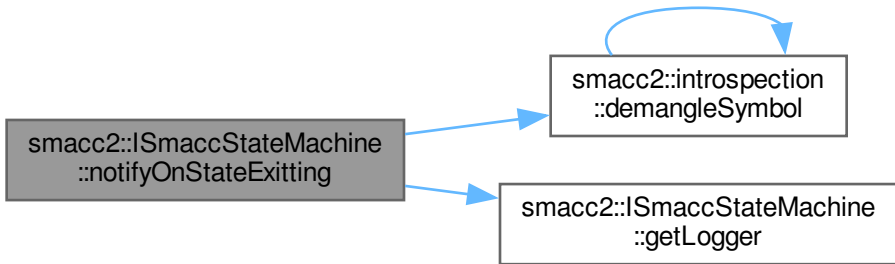 smacc2::ISmaccStateMachine
::notifyOnStateExitting
smacc2::introspection
::demangleSymbol
smacc2::ISmaccStateMachine
::getLogger